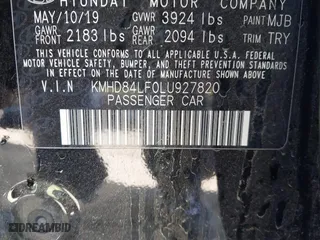 HYUNDAI MOTOR COMPANY
MAY/10/19 GVWR 3924 lbs PAINT MJB
GAWR FRONT 2183 lbs GAWR REAR 2094 lbs TRIM TRY
THIS VEHICLE CONFORMS TO ALL APPLICABLE U.S.A FEDERAL
MOTOR VEHICLE SAFETY, BUMPER, AND THEFT PREVENTION
STANDARDS IN EFFECT ON THE DATE OF MANUFACTURE SHOWN ABOVE.
V.I.N KMHD84LF0LU927820
PASSENGER CAR
DREAMBID